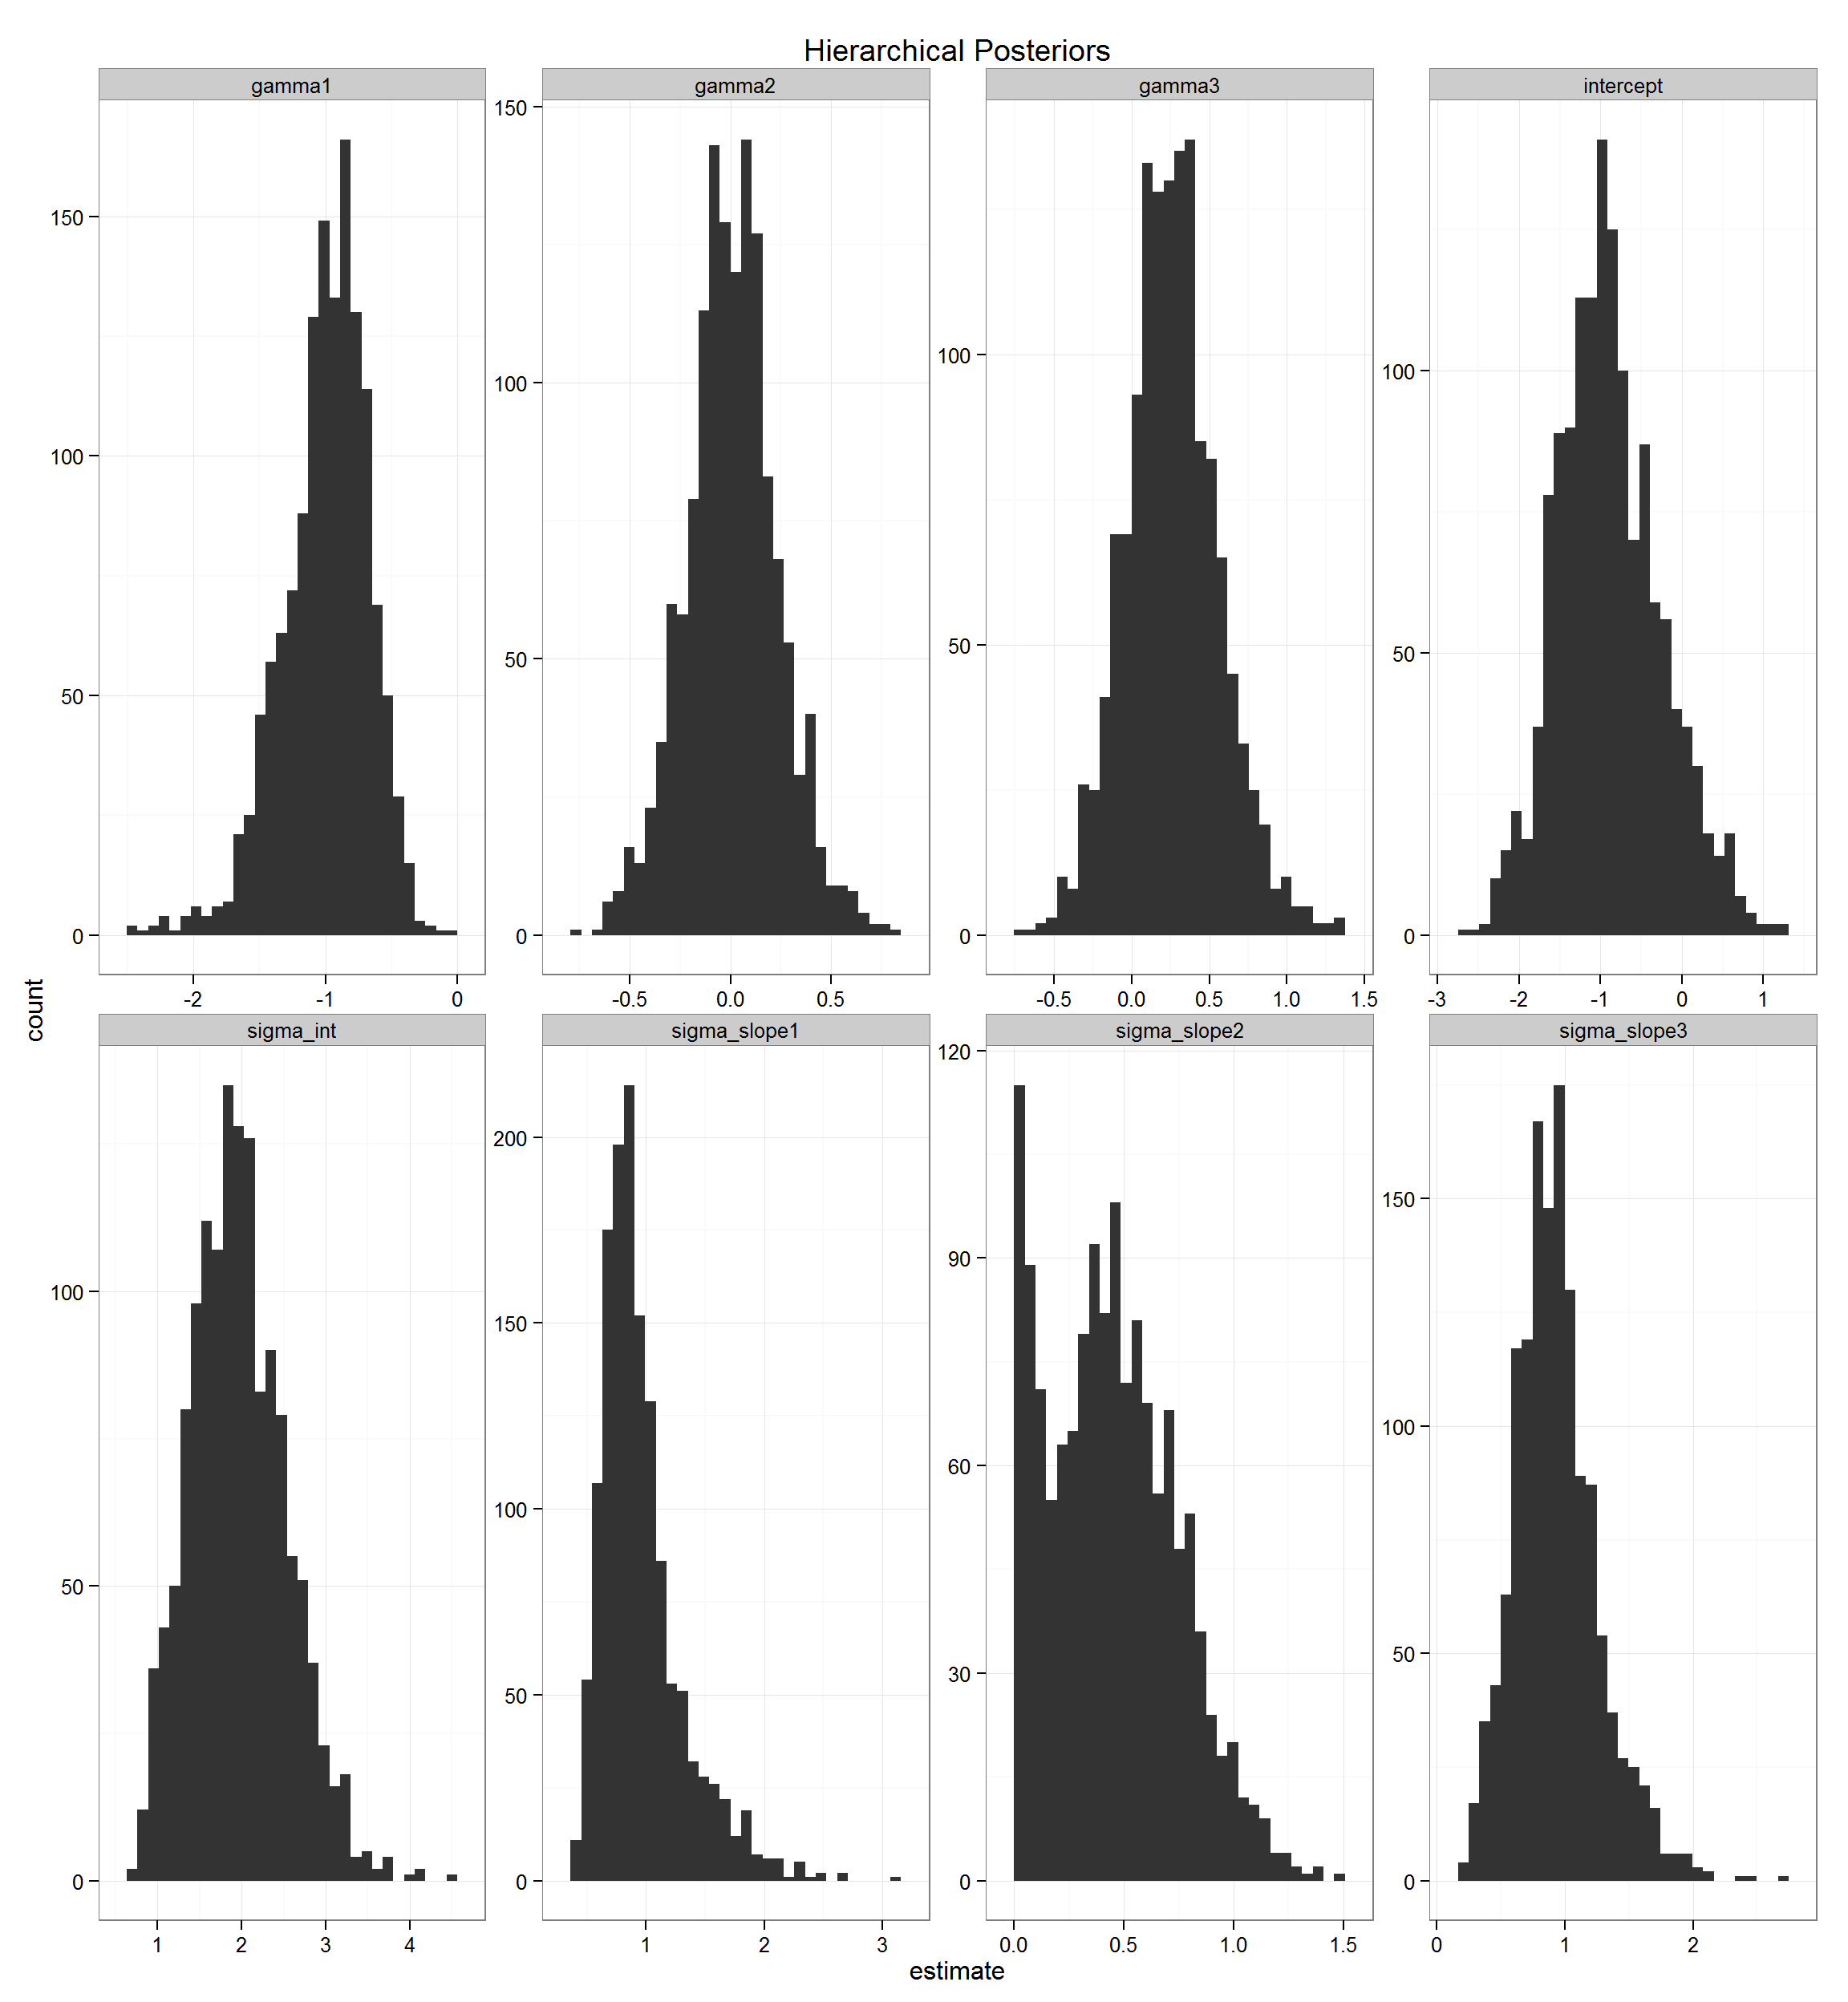 Hierarchical Posteriors
gamma1 gamma2 gamma3 intercept
150
100
50
0
150
100
50
0
100
50
0
100
50
0
-2 -1 0
-0.5 0.0 0.5
-0.5 0.0 0.5 1.0 1.5
-3 -2 -1 0 1
count
sigma_int sigma_slope1 sigma_slope2 sigma_slope3
100
50
0
200
150
100
50
0
120
90
60
30
0
150
100
50
0
1 2 3 4
1 2 3
0.0 0.5 1.0 1.5
0 1 2
estimate